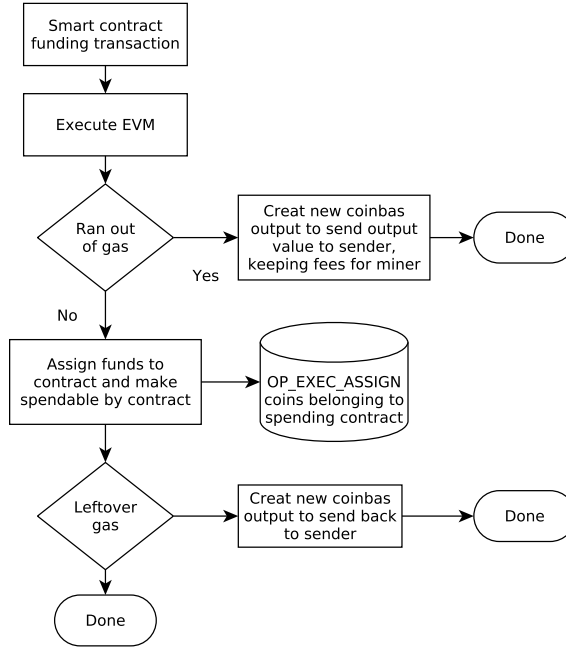 Smart contract
funding transaction
Execute EVM
Ran out
of gas
Creat new coinbas
output to send output
value to sender,
keeping fees for miner
Done
Yes
No
Assign funds to
contract and make
spendable by contract
OP_EXEC_ASSIGN
coins belonging to
spending contract
Leftover
gas
Creat new coinbas
output to send back
to sender
Done
Done